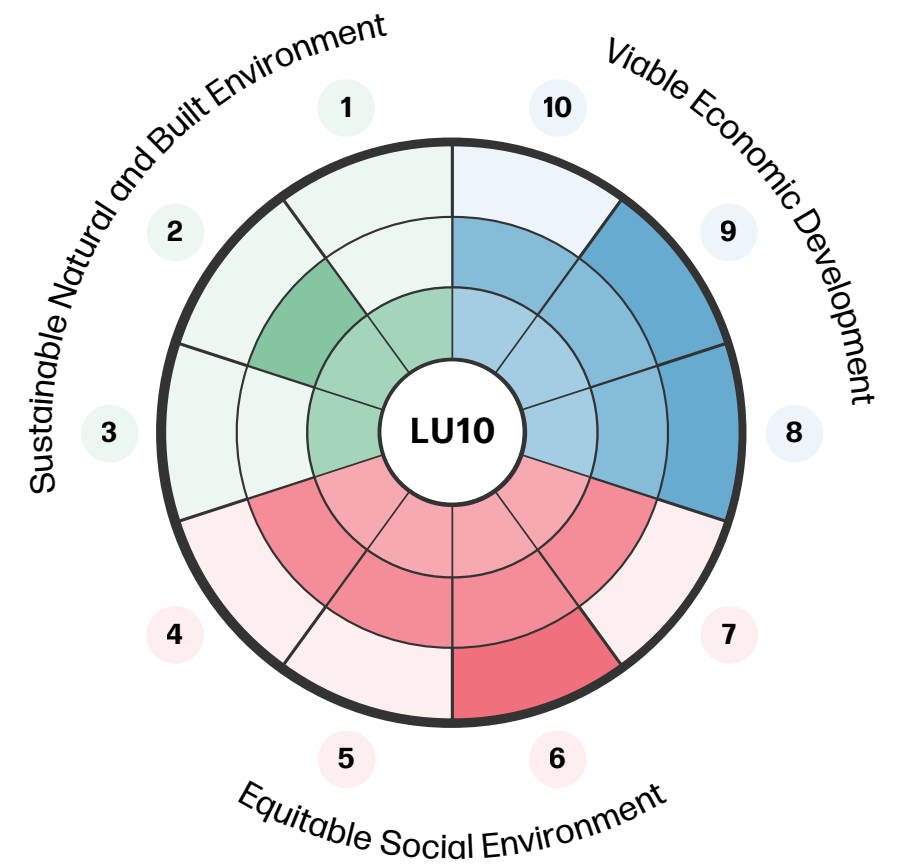 Sustainable Natural and Built Environment
Viable Economic Development
1
10
2
9
3
LU10
8
4
7
5
6
Equitable Social Environment